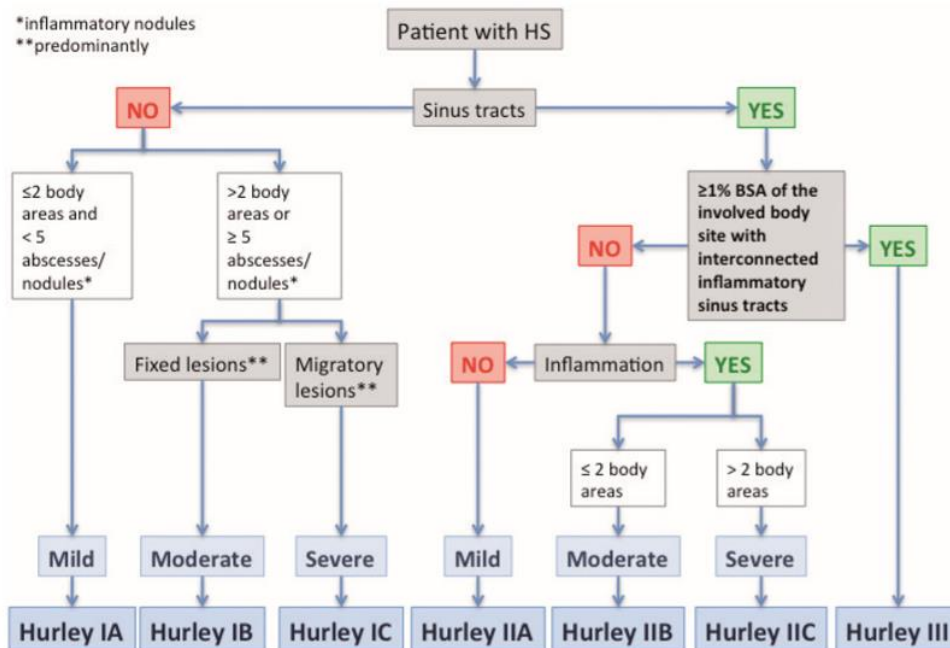 *inflammatory nodules
**predominantly
Patient with HS
NO
Sinus tracts
YES
≤2 body
areas and
< 5
abscesses/
nodules*
>2 body
areas or
≥ 5
abscesses/
nodules*
≥1% BSA of the
involved body
site with
interconnected
inflammatory
sinus tracts
NO
YES
Fixed lesions**
Migratory
lesions**
NO
Inflammation
YES
≤ 2 body
areas
> 2 body
areas
Mild
Moderate
Severe
Mild
Moderate
Severe
Hurley IA
Hurley IB
Hurley IC
Hurley IIA
Hurley IIB
Hurley IIC
Hurley III